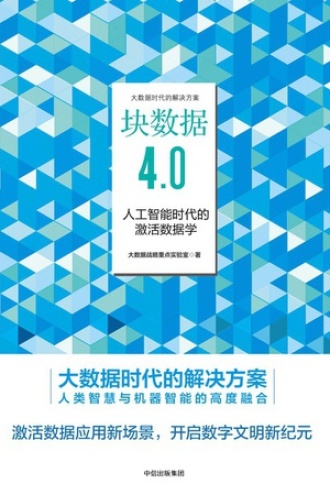 大数据时代的解决方案
块数据
4.0
人工智能时代的
激活数据学
大数据战略重点实验室◎著
大数据时代的解决方案
人类智慧与机器智能的高度融合
激活数据应用新场景，开启数字文明新纪元
中信出版集团